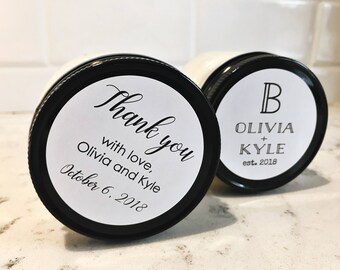 Thank you
with love,
Olivia and Kyle
October 6, 2018
B
OLIVIA
+
KYLE
est. 2018